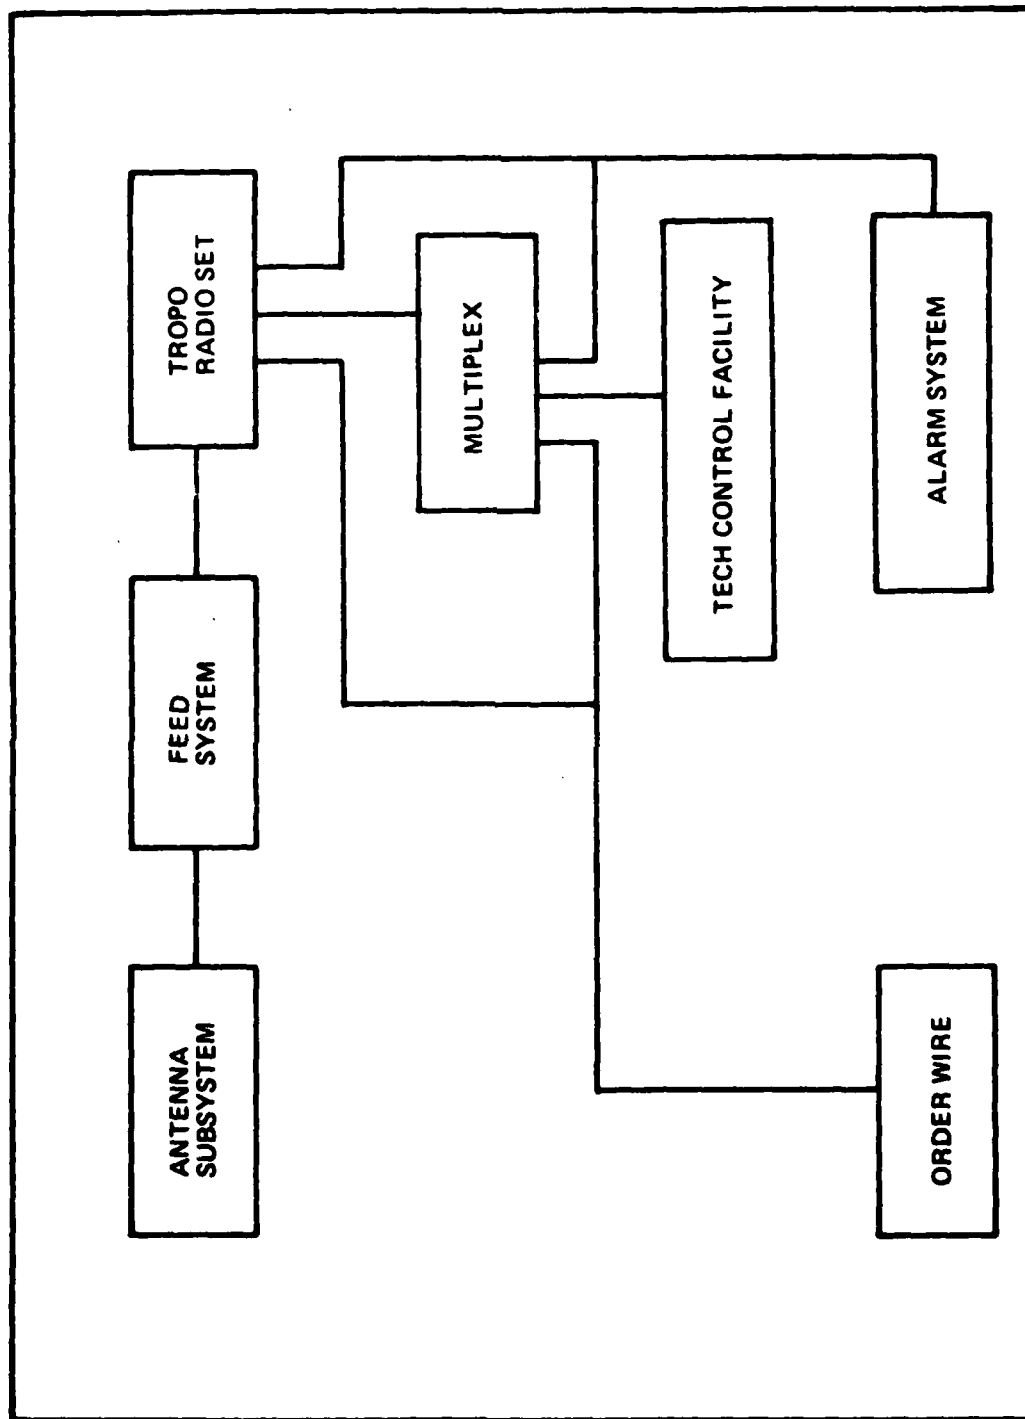 ANTENNA
SUBSYSTEM
FEED
SYSTEM
TROPO
RADIO SET
MULTIPLEX
TECH CONTROL FACILITY
ORDER WIRE
ALARM SYSTEM